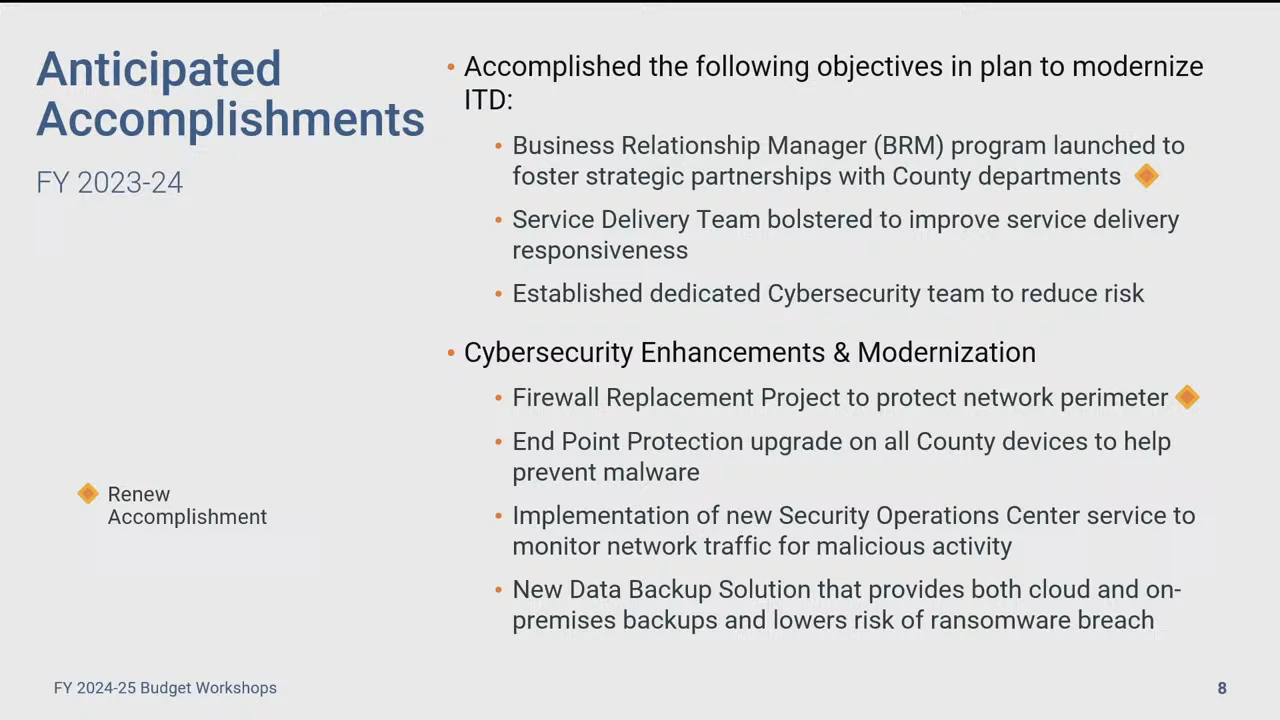 Anticipated
Accomplishments
FY 2023-24
• Accomplished the following objectives in plan to modernize
ITD:
• Business Relationship Manager (BRM) program launched to
foster strategic partnerships with County departments
• Service Delivery Team bolstered to improve service delivery
responsiveness
• Established dedicated Cybersecurity team to reduce risk
• Cybersecurity Enhancements & Modernization
• Firewall Replacement Project to protect network perimeter
• End Point Protection upgrade on all County devices to help
prevent malware
• Implementation of new Security Operations Center service to
monitor network traffic for malicious activity
• New Data Backup Solution that provides both cloud and on-
premises backups and lowers risk of ransomware breach
Renew
Accomplishment
FY 2024-25 Budget Workshops
8